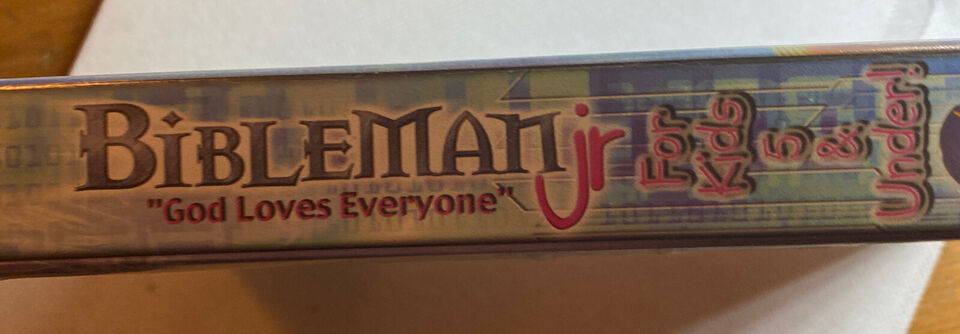 BiBLEMAN jr
"God Loves Everyone"
For
Kids
5
&
Under!